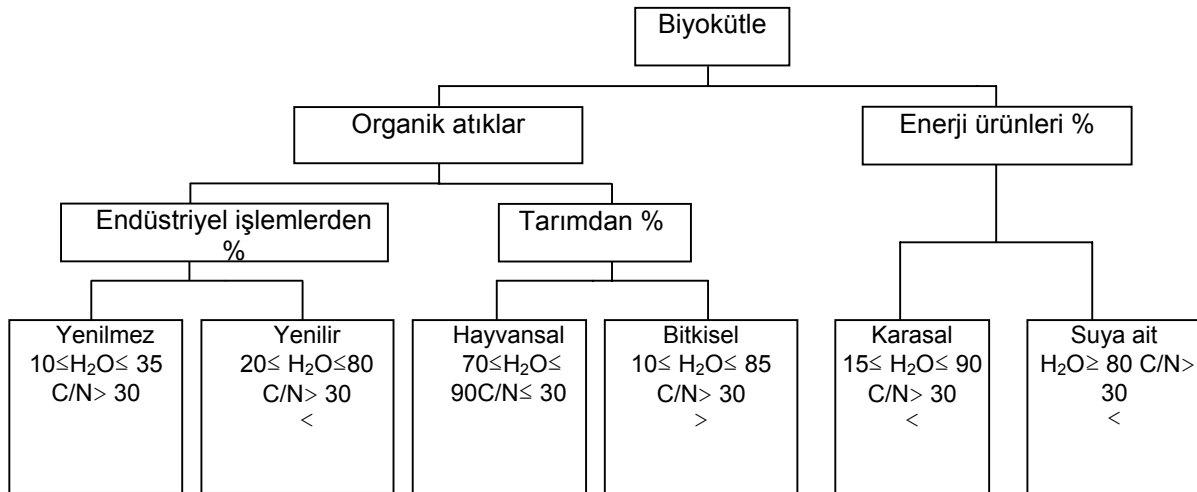 Biyokütle
Organik atıklar
Enerji ürünleri %
Endüstriyel işlemlerden
%
Tarımdan %
Yenilmez
10≤H₂O≤ 35
C/N> 30
Yenilir
20≤ H₂O≤80
C/N> 30
<
Hayvansal
70≤H₂O≤
90C/N≤ 30
Bitkisel
10≤ H₂O≤ 85
C/N> 30
>
Karasal
15≤ H₂O≤ 90
C/N> 30
<
Suya ait
H₂O≥ 80 C/N>
30
<